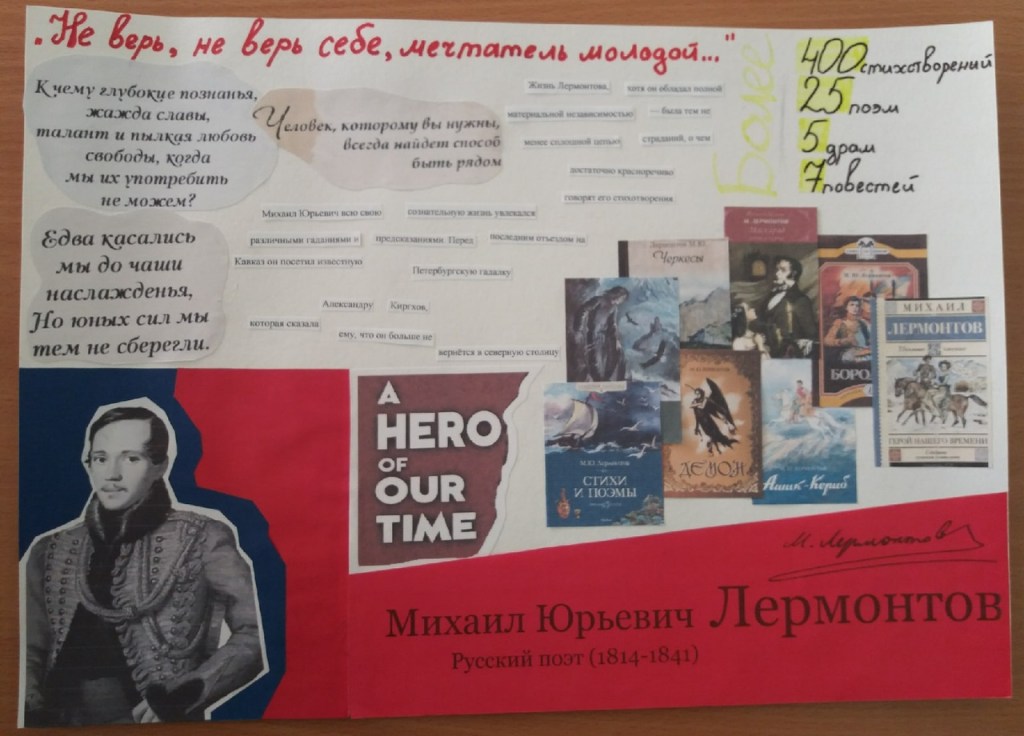 "Не верь, не верь себе, мечтатель молодой..."
К чему глубокие познанья,
жажда славы,
талант и пылкая любовь
свободы, когда
мы их употребить
не можем?
Человек, которому вы нужны,
всегда найдет способ
быть рядом
Едва касались
мы до чаши
наслажденья,
Но юных сил мы
тем не сберегли.
Жизнь Лермонтова, хотя он обладал полной
материальной независимостью — была тем не
менее сплошной цепью страданий, о чем
достаточно красноречиво
говорят его стихотворения.
Михаил Юрьевич всю свою сознательную жизнь увлекался
различными гаданиями и предсказаниями. Перед последним отъездом на
Кавказ он посетил известную Петербургскую гадалку
Александру Киргхов,
которая сказала ему, что он больше не
вернётся в северную столицу
Более
400 стихотворений
25 поэм
5 драм
7 повестей
Лермонтов М.Ю.
Черкесы
М.Ю. Лермонтов
БОРО
МИХАИЛ
ЛЕРМОНТОВ
ГЕРОЙ НАШЕГО ВРЕМЕНИ
М.Ю. Лермонтов
СТИХИ
И ПОЭМЫ
ДЕМОН
Ашик-Кериб
A
HERO
OF
OUR
TIME
М. Лермонтов
Михаил Юрьевич Лермонтов
Русский поэт (1814-1841)